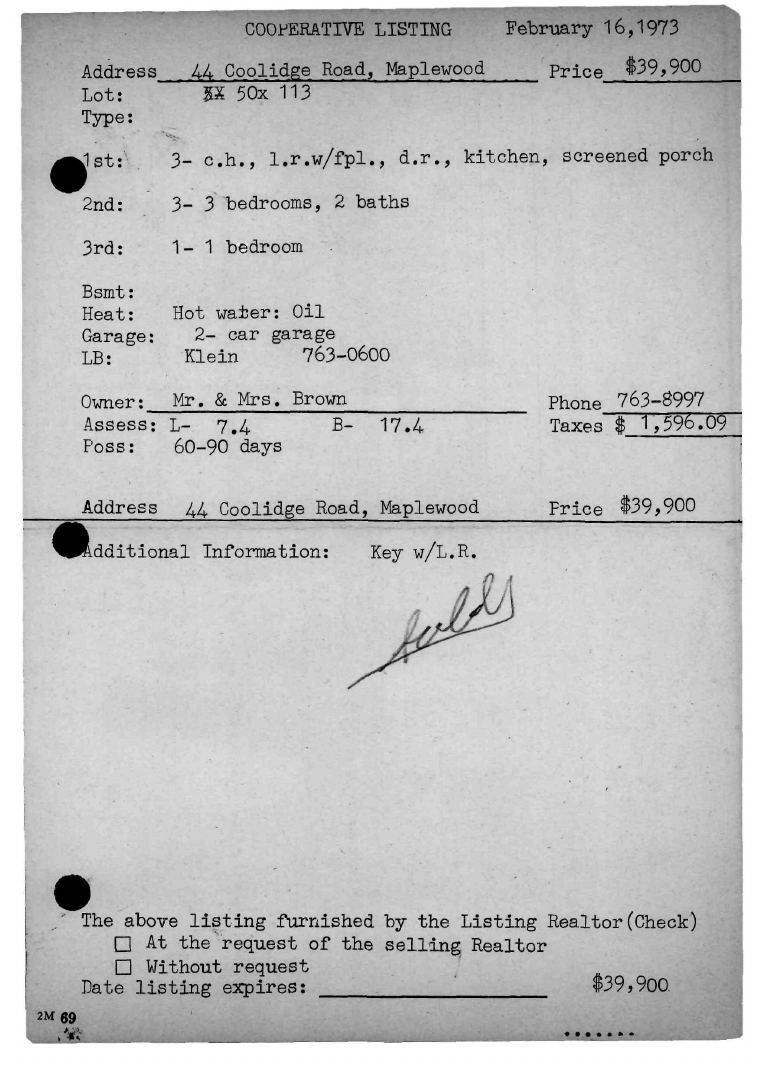 COOPERATIVE LISTING February 16,1973
Address 44 Coolidge Road, Maplewood Price $39,900
Lot: 50x 113
Type:
1st: 3- c.h., l.r.w/fpl., d.r., kitchen, screened porch
2nd: 3- 3 bedrooms, 2 baths
3rd: 1- 1 bedroom
Bsmt:
Heat: Hot water: Oil
Garage: 2- car garage
LB: Klein 763-0600
Owner: Mr. & Mrs. Brown Phone 763-8997
Assess: L- 7.4 B- 17.4 Taxes $ 1,596.09
Poss: 60-90 days
Address 44 Coolidge Road, Maplewood Price $39,900
Additional Information: Key w/L.R.
The above listing furnished by the Listing Realtor(Check)
☐ At the request of the selling Realtor
☐ Without request
Date listing expires: $39,900
2M 69